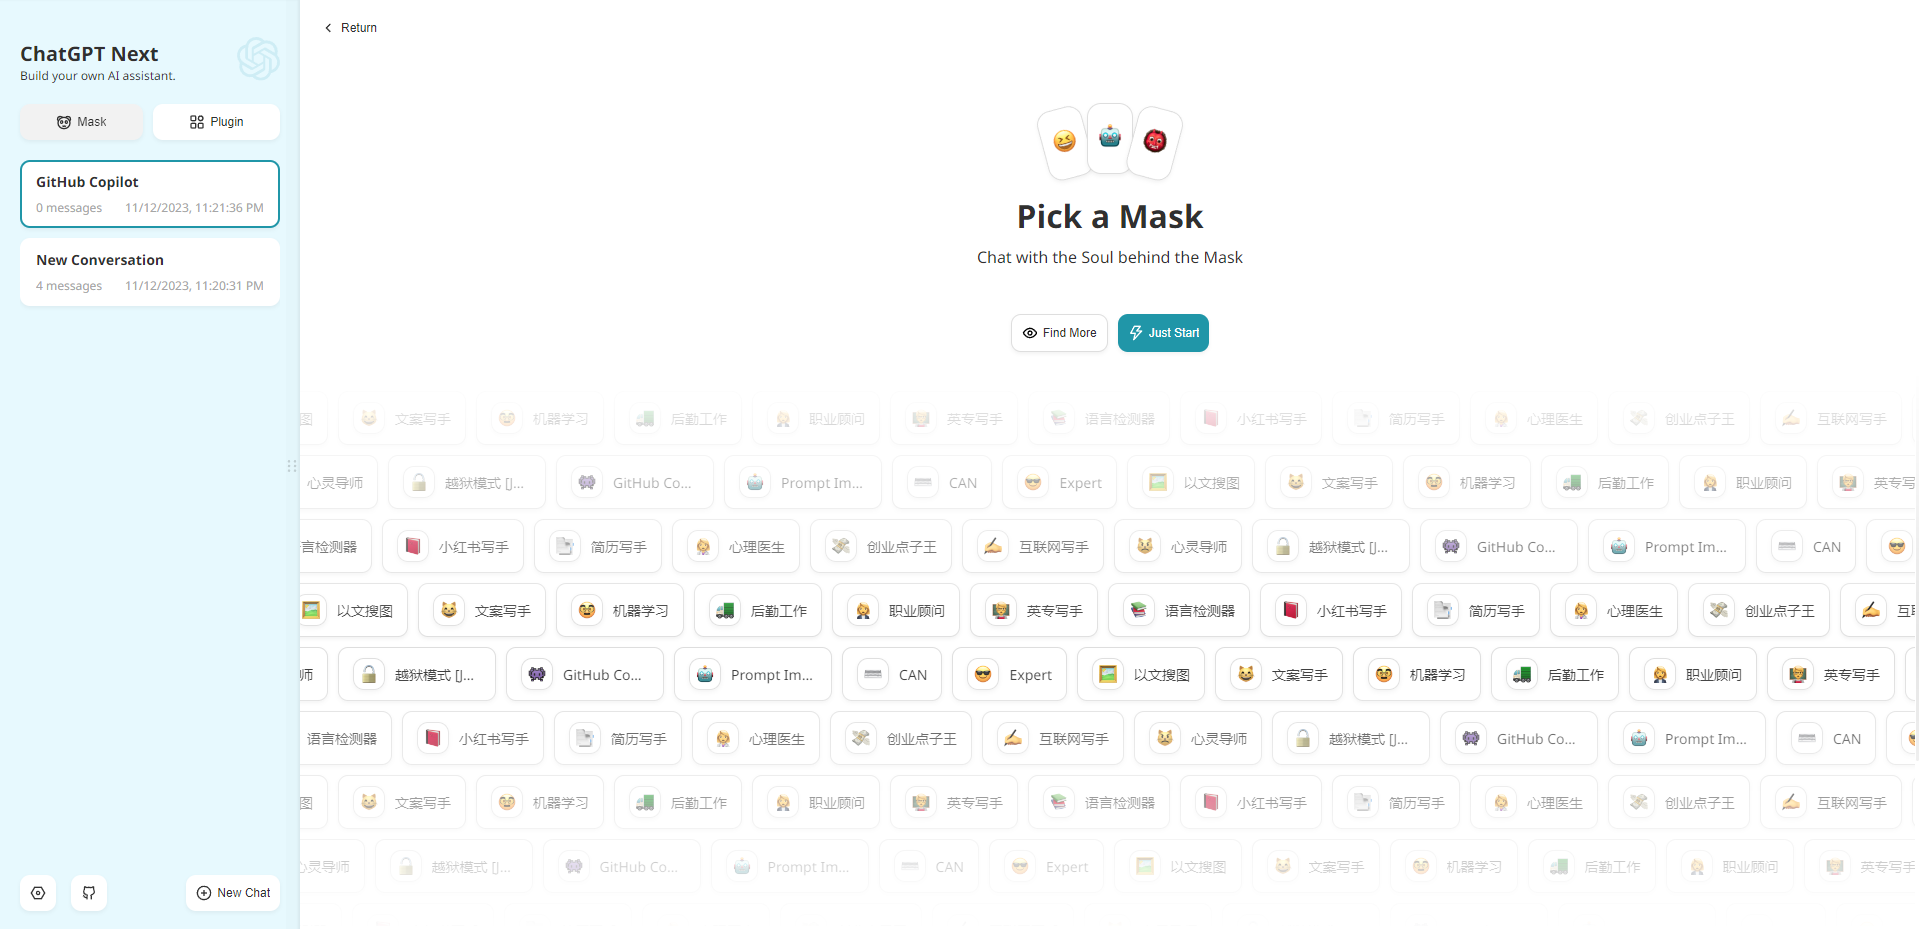 Return
ChatGPT Next
Build your own AI assistant.
Mask
Plugin
GitHub Copilot
0 messages 11/12/2023, 11:21:36 PM
New Conversation
4 messages 11/12/2023, 11:20:31 PM
New Chat
Pick a Mask
Chat with the Soul behind the Mask
Find More
Just Start
图 文案写手 机器学习 后勤工作 职业顾问 英专写手 语言检测器 小红书写手 简历写手 心理医生 创业点子王 互联网写手
心灵导师 越狱模式 [J... GitHub Co... Prompt Im... CAN Expert 以文搜图 文案写手 机器学习 后勤工作 职业顾问 英专写
言检测器 小红书写手 简历写手 心理医生 创业点子王 互联网写手 心灵导师 越狱模式 [J... GitHub Co... Prompt Im... CAN
以文搜图 文案写手 机器学习 后勤工作 职业顾问 英专写手 语言检测器 小红书写手 简历写手 心理医生 创业点子王 互
师 越狱模式 [J... GitHub Co... Prompt Im... CAN Expert 以文搜图 文案写手 机器学习 后勤工作 职业顾问 英专写手
语言检测器 小红书写手 简历写手 心理医生 创业点子王 互联网写手 心灵导师 越狱模式 [J... GitHub Co... Prompt Im... CAN
图 文案写手 机器学习 后勤工作 职业顾问 英专写手 语言检测器 小红书写手 简历写手 心理医生 创业点子王 互联网写手
心灵导师 越狱模式 [J... GitHub Co... Prompt Im... CAN Expert 以文搜图 文案写手 机器学习 后勤工作 职业顾问 英专写手